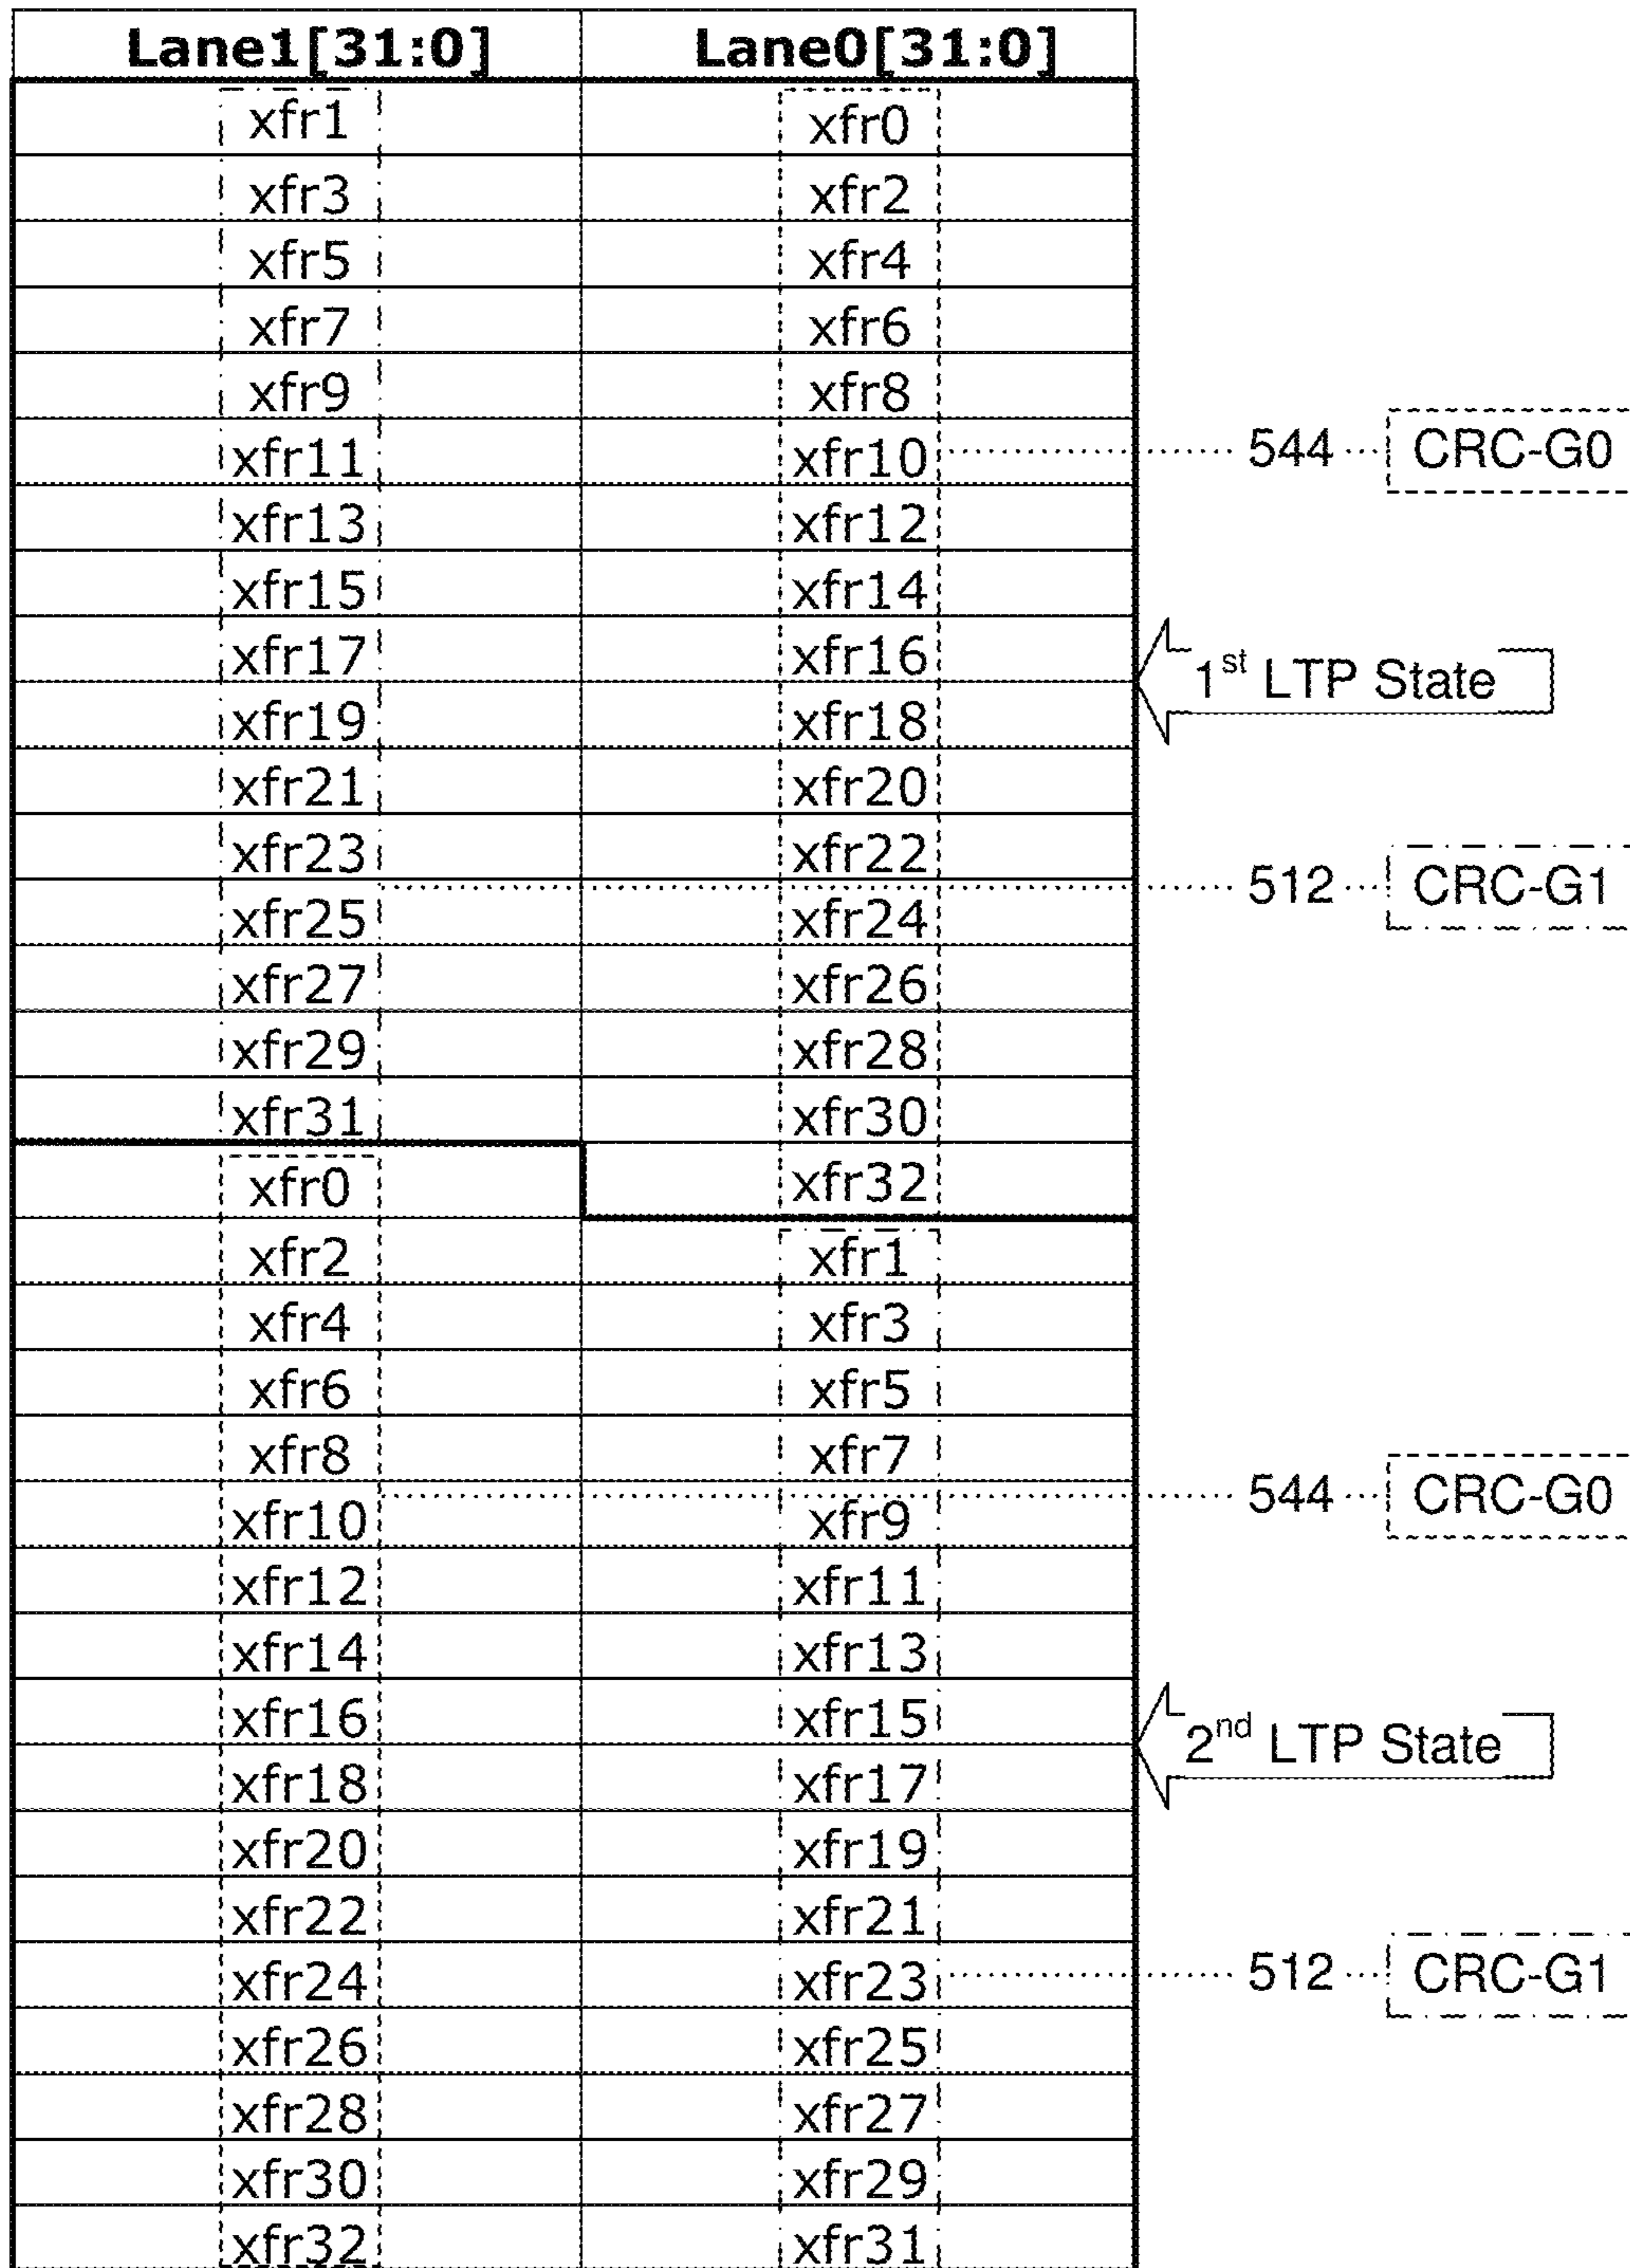 Lane1[31:0] Lane0[31:0]
xfr1 xfr0
xfr3 xfr2
xfr5 xfr4
xfr7 xfr6
xfr9 xfr8
xfr11 xfr10 544 CRC-G0
xfr13 xfr12
xfr15 xfr14
xfr17 xfr16
1st LTP State
xfr19 xfr18
xfr21 xfr20
xfr23 xfr22
512 CRC-G1
xfr25 xfr24
xfr27 xfr26
xfr29 xfr28
xfr31 xfr30
xfr0 xfr32
xfr2 xfr1
xfr4 xfr3
xfr6 xfr5
xfr8 xfr7
544 CRC-G0
xfr10 xfr9
xfr12 xfr11
xfr14 xfr13
xfr16 xfr15
2nd LTP State
xfr18 xfr17
xfr20 xfr19
xfr22 xfr21
xfr24 xfr23 512 CRC-G1
xfr26 xfr25
xfr28 xfr27
xfr30 xfr29
xfr32 xfr31